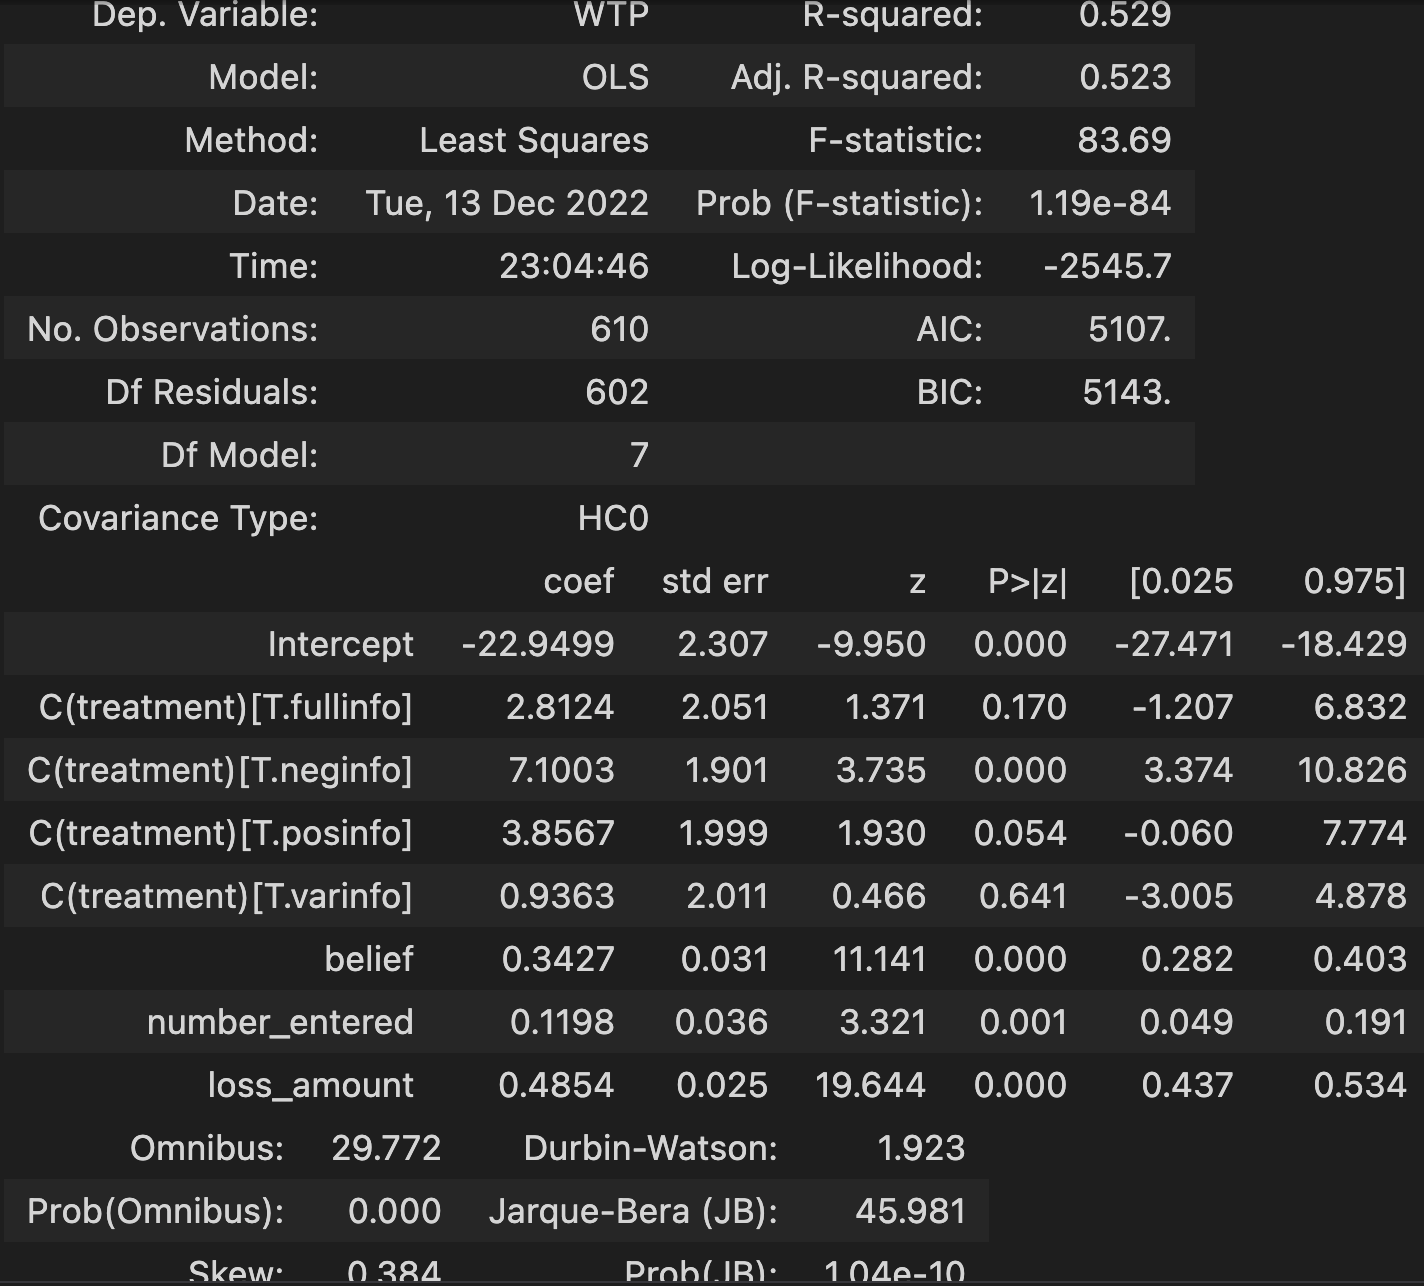 Dep. Variable: WTP R-squared: 0.529
Model: OLS Adj. R-squared: 0.523
Method: Least Squares F-statistic: 83.69
Date: Tue, 13 Dec 2022 Prob (F-statistic): 1.19e-84
Time: 23:04:46 Log-Likelihood: -2545.7
No. Observations: 610 AIC: 5107.
Df Residuals: 602 BIC: 5143.
Df Model: 7
Covariance Type: HC0
coef std err z P>|z| [0.025 0.975]
Intercept -22.9499 2.307 -9.950 0.000 -27.471 -18.429
C(treatment)[T.fullinfo] 2.8124 2.051 1.371 0.170 -1.207 6.832
C(treatment)[T.neginfo] 7.1003 1.901 3.735 0.000 3.374 10.826
C(treatment)[T.posinfo] 3.8567 1.999 1.930 0.054 -0.060 7.774
C(treatment)[T.varinfo] 0.9363 2.011 0.466 0.641 -3.005 4.878
belief 0.3427 0.031 11.141 0.000 0.282 0.403
number_entered 0.1198 0.036 3.321 0.001 0.049 0.191
loss_amount 0.4854 0.025 19.644 0.000 0.437 0.534
Omnibus: 29.772 Durbin-Watson: 1.923
Prob(Omnibus): 0.000 Jarque-Bera (JB): 45.981
Skew: 0.384 Prob(JB): 1.04e-10